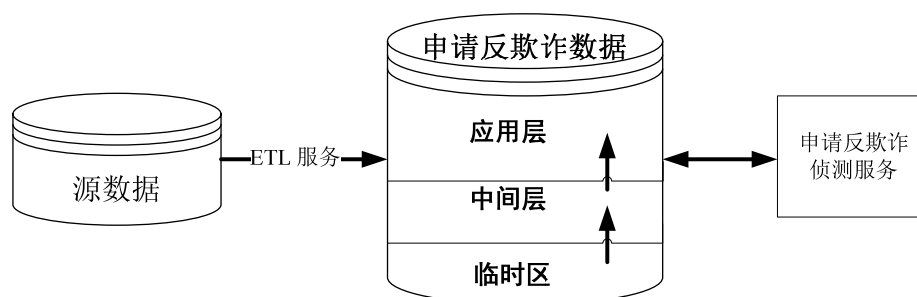 申请反欺诈数据
应用层
ETL 服务
源数据
申请反欺诈
侦测服务
中间层
临时区